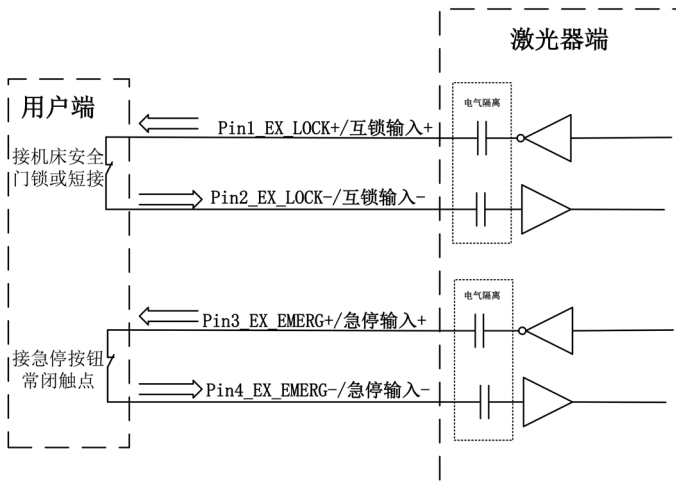 激光器端
用户端
电气隔离
Pin1_EX_LOCK+/互锁输入+
接机床安全
门锁或短接
Pin2_EX_LOCK-/互锁输入-
电气隔离
Pin3_EX_EMERG+/急停输入+
接急停按钮
常闭触点
Pin4_EX_EMERG-/急停输入-